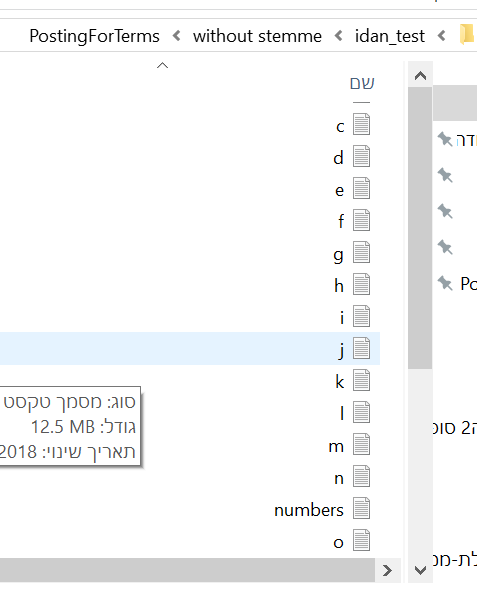 PostingForTerms < without stemme < idan_test <
שם
c
d
e
f
g
h
i
j
k
l
m
n
numbers
o
סוג: מסמך טקסט
גודל: 12.5 MB
תאריך שינוי: 2018
Po